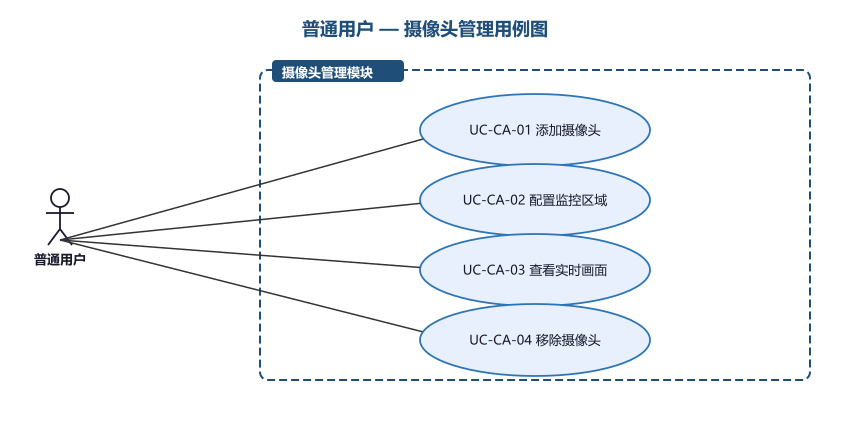 普通用户 — 摄像头管理用例图
摄像头管理模块
UC-CA-01 添加摄像头
UC-CA-02 配置监控区域
UC-CA-03 查看实时画面
UC-CA-04 移除摄像头
普通用户